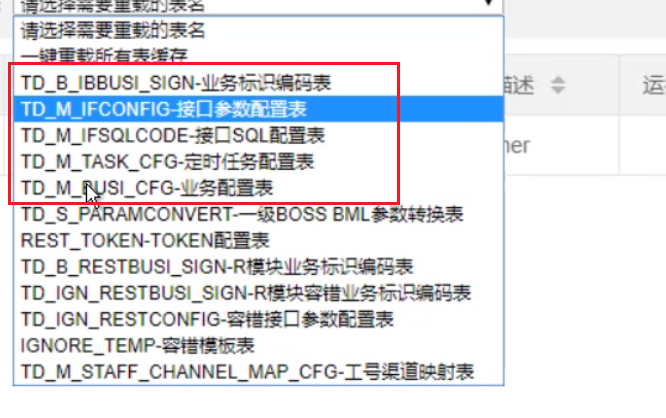 请选择需要重载的表名
请选择需要重载的表名
一键重载所有表缓存
TD_B_IBBUSI_SIGN-业务标识编码表
描述
运
TD_M_IFCONFIG-接口参数配置表
TD_M_IFSQLCODE-接口SQL配置表
ner
TD_M_TASK_CFG-定时任务配置表
TD_M_BUSI_CFG-业务配置表
TD_S_PARAMCONVERT-一级BOSS BML参数转换表
REST_TOKEN-TOKEN配置表
TD_B_RESTBUSI_SIGN-R模块业务标识编码表
TD_IGN_RESTBUSI_SIGN-R模块容错业务标识编码表
TD_IGN_RESTCONFIG-容错接口参数配置表
IGNORE_TEMP-容错模板表
TD_M_STAFF_CHANNEL_MAP_CFG-工号渠道映射表